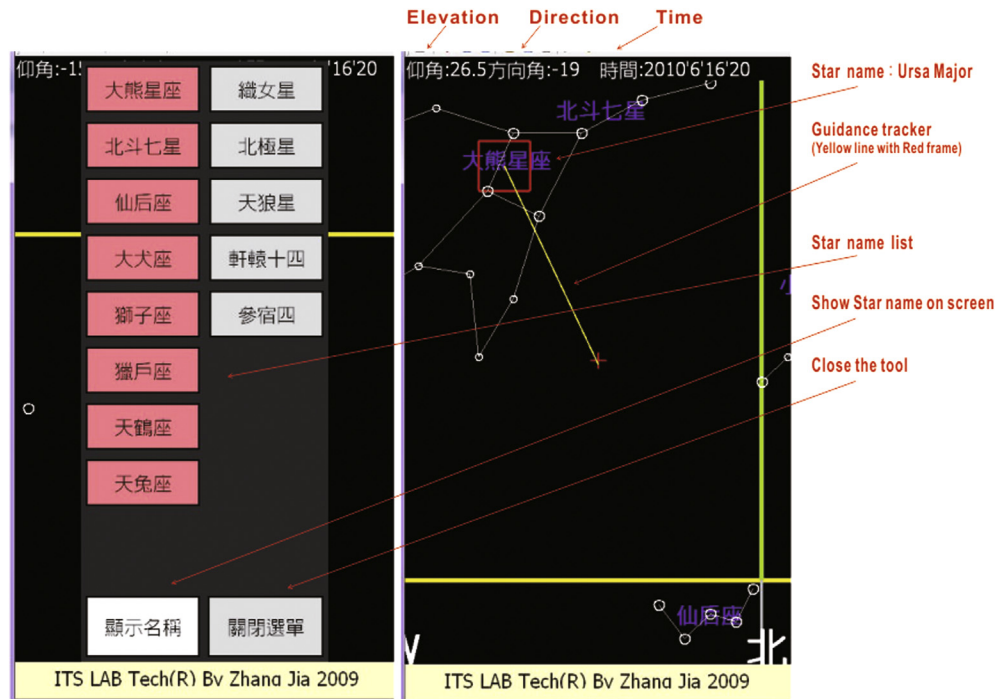 Elevation Direction Time
仰角:-15
'16'20
仰角:26.5方向角:-19 時間:2010'6'16'20
大熊星座 織女星
北斗七星 北極星
仙后座 天狼星
大犬座 軒轅十四
獅子座 參宿四
獵戶座
天鶴座
天兔座
顯示名稱 關閉選單
ITS LAB Tech(R) By Zhang Jia 2009
北斗七星
大熊星座
小
仙后座
北
ITS LAB Tech(R) By Zhang Jia 2009
Star name : Ursa Major
Guidance tracker
(Yellow line with Red frame)
Star name list
Show Star name on screen
Close the tool